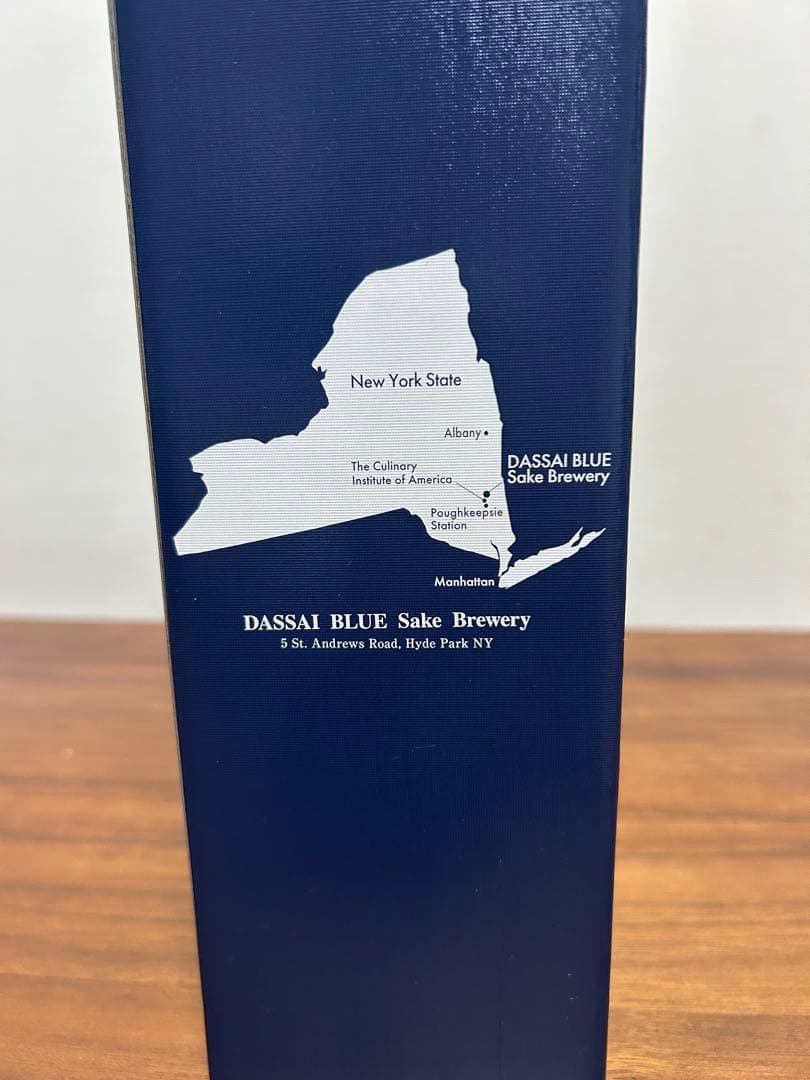 New York State
Albany
The Culinary
Institute of America
DASSAI BLUE
Sake Brewery
Poughkeepsie
Station
Manhattan
DASSAI BLUE Sake Brewery
5 St. Andrews Road, Hyde Park NY